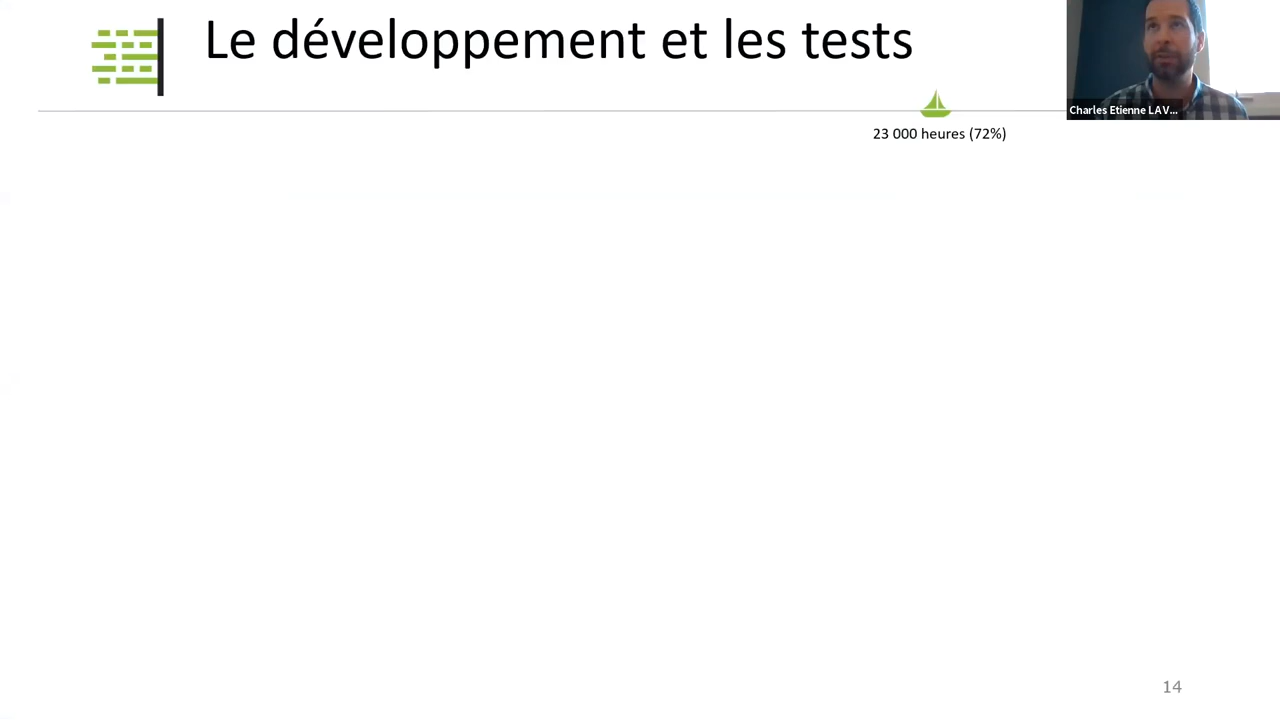 Le développement et les tests
Charles Etienne LAV...
23 000 heures (72%)
14